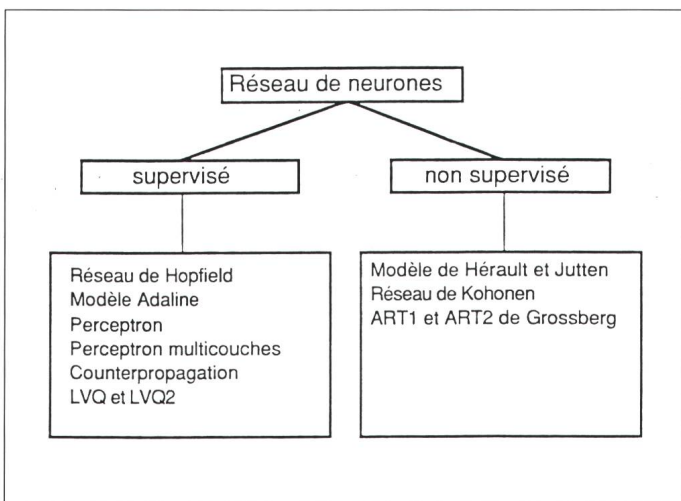 Réseau de neurones
supervisé
non supervisé
Réseau de Hopfield
Modèle Adaline
Perceptron
Perceptron multicouches
Counterpropagation
LVQ et LVQ2
Modèle de Hérault et Jutten
Réseau de Kohonen
ART1 et ART2 de Grossberg